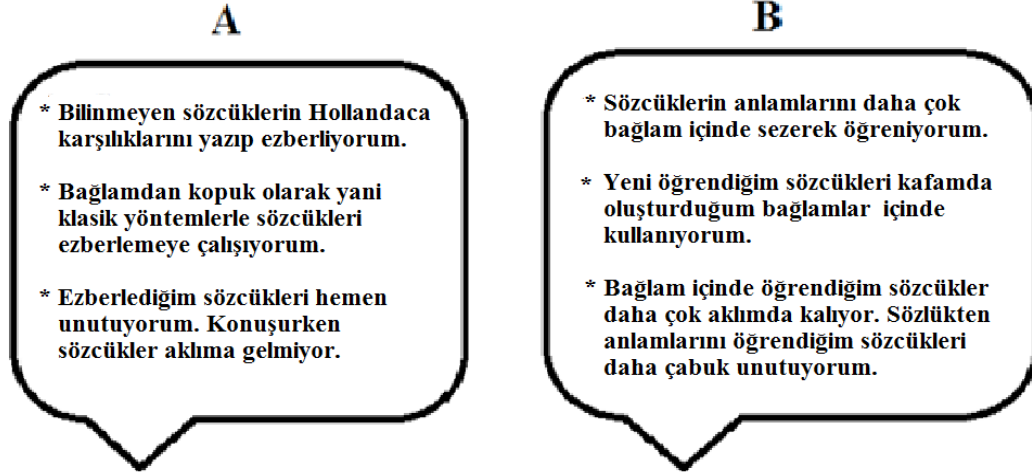 A
* Bilinmeyen sözcüklerin Hollandaca
karşılıklarını yazıp ezberliyorum.
* Bağlamdan kopuk olarak yani
klasik yöntemlerle sözcükleri
ezberlemeye çalışıyorum.
* Ezberlediğim sözcükleri hemen
unutuyorum. Konuşurken
sözcükler aklıma gelmiyor.
B
* Sözcüklerin anlamlarını daha çok
bağlam içinde sezerek öğreniyorum.
* Yeni öğrendiğim sözcükleri kafamda
oluşturduğum bağlamlar içinde
kullanıyorum.
* Bağlam içinde öğrendiğim sözcükler
daha çok aklımda kalıyor. Sözlükten
anlamlarını öğrendiğim sözcükleri
daha çabuk unutuyorum.